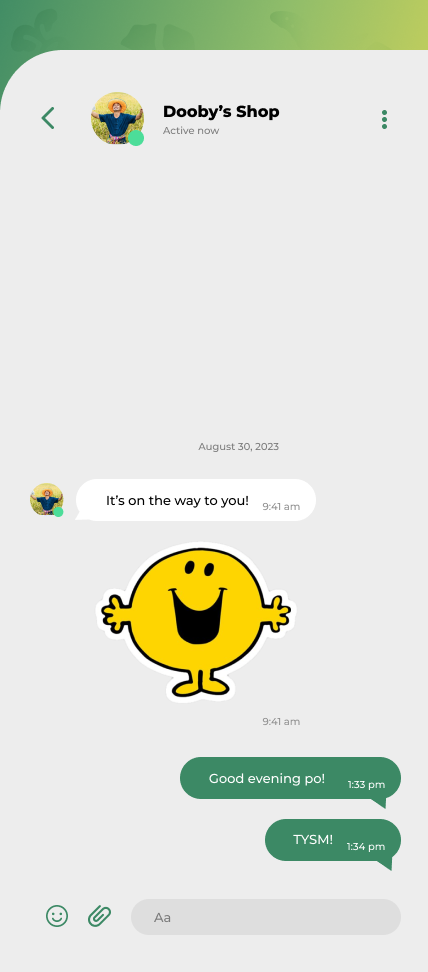 Dooby’s Shop
Active now
August 30, 2023
It’s on the way to you!
9:41 am
9:41 am
Good evening po!
1:33 pm
TYSM!
1:34 pm
Aa